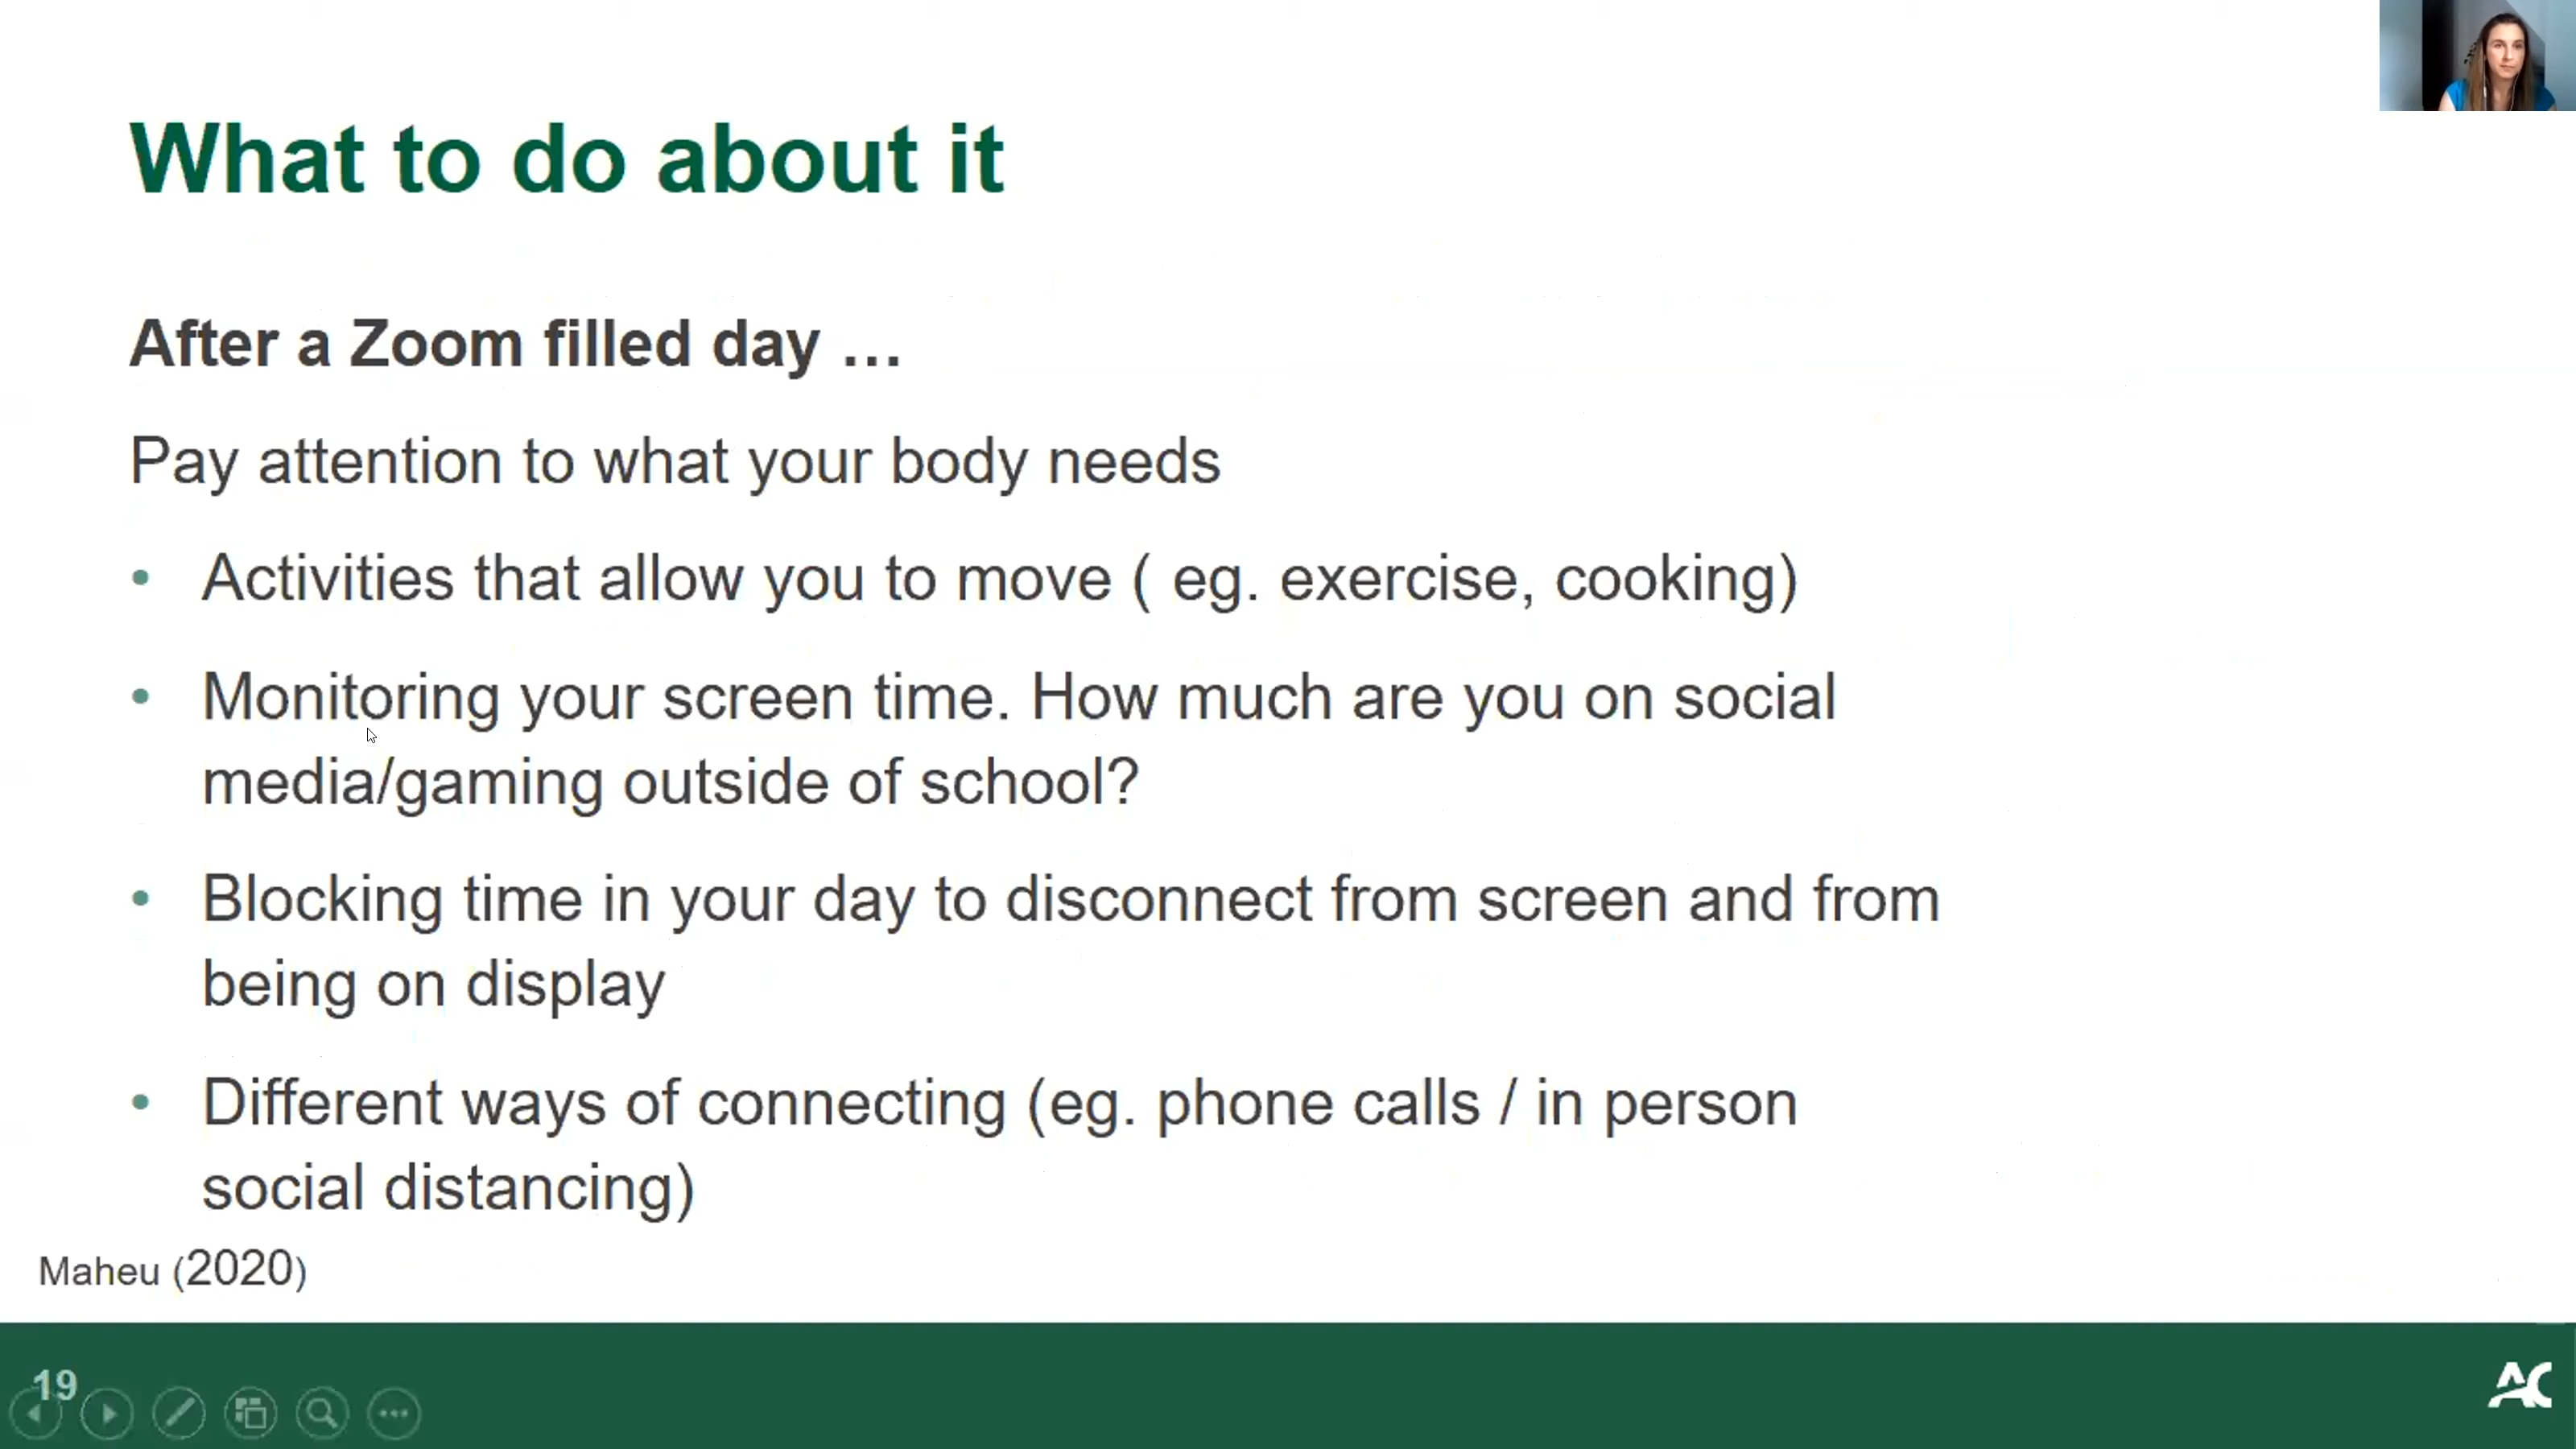 What to do about it
After a Zoom filled day ...
Pay attention to what your body needs
• Activities that allow you to move ( eg. exercise, cooking)
• Monitoring your screen time. How much are you on social
media/gaming outside of school?
• Blocking time in your day to disconnect from screen and from
being on display
• Different ways of connecting (eg. phone calls / in person
social distancing)
Maheu (2020)
19
AC